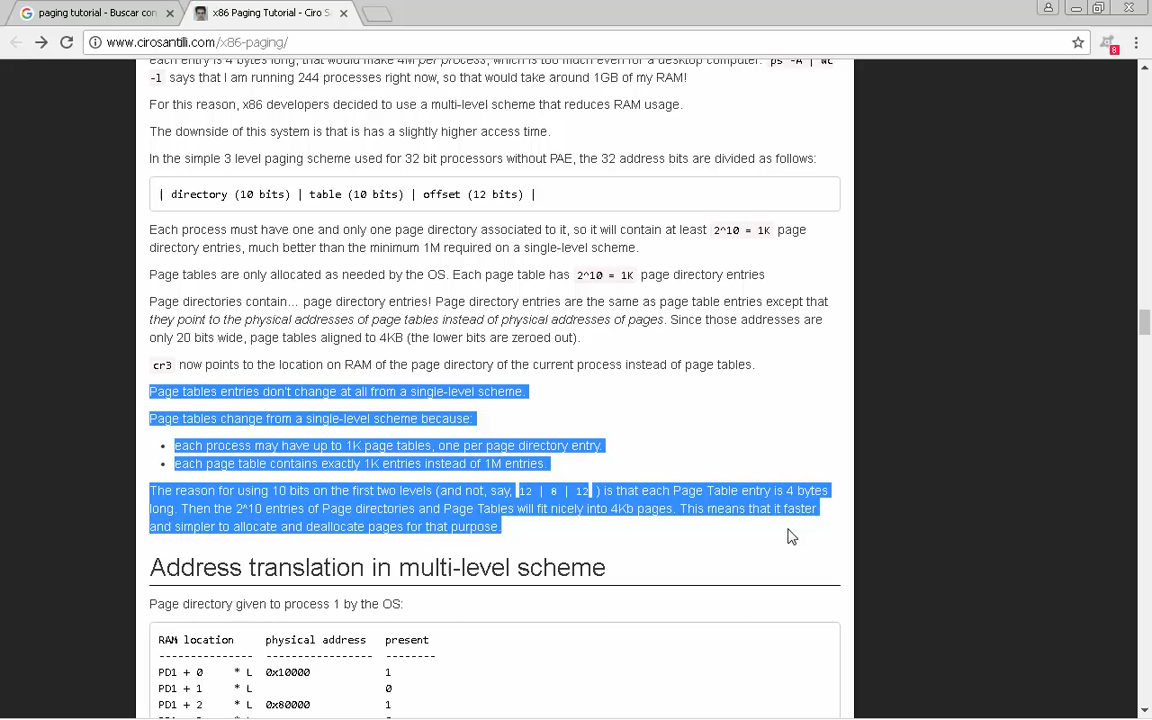 paging tutorial - Buscar con
x86 Paging Tutorial - Ciro S
www.cirosantilli.com/x86-paging/
8
each entry is 4 bytes long, that would make 4M per process, which is too much even for a desktop computer: ps -A | wc
-l says that I am running 244 processes right now, so that would take around 1GB of my RAM!
For this reason, x86 developers decided to use a multi-level scheme that reduces RAM usage.
The downside of this system is that is has a slightly higher access time.
In the simple 3 level paging scheme used for 32 bit processors without PAE, the 32 address bits are divided as follows:
| directory (10 bits) | table (10 bits) | offset (12 bits) |
Each process must have one and only one page directory associated to it, so it will contain at least 2^10 = 1K page
directory entries, much better than the minimum 1M required on a single-level scheme.
Page tables are only allocated as needed by the OS. Each page table has 2^10 = 1K page directory entries
Page directories contain... page directory entries! Page directory entries are the same as page table entries except that
they point to the physical addresses of page tables instead of physical addresses of pages. Since those addresses are
only 20 bits wide, page tables aligned to 4KB (the lower bits are zeroed out).
cr3 now points to the location on RAM of the page directory of the current process instead of page tables.
Page tables entries don't change at all from a single-level scheme.
Page tables change from a single-level scheme because:
• each process may have up to 1K page tables, one per page directory entry.
• each page table contains exactly 1K entries instead of 1M entries.
The reason for using 10 bits on the first two levels (and not, say, 12 | 8 | 12 ) is that each Page Table entry is 4 bytes
long. Then the 2^10 entries of Page directories and Page Tables will fit nicely into 4Kb pages. This means that it faster
and simpler to allocate and deallocate pages for that purpose.
Address translation in multi-level scheme
Page directory given to process 1 by the OS:
RAM location physical address present
--------------- ----------------- --------
PD1 + 0 * L 0x10000 1
PD1 + 1 * L 0
PD1 + 2 * L 0x80000 1